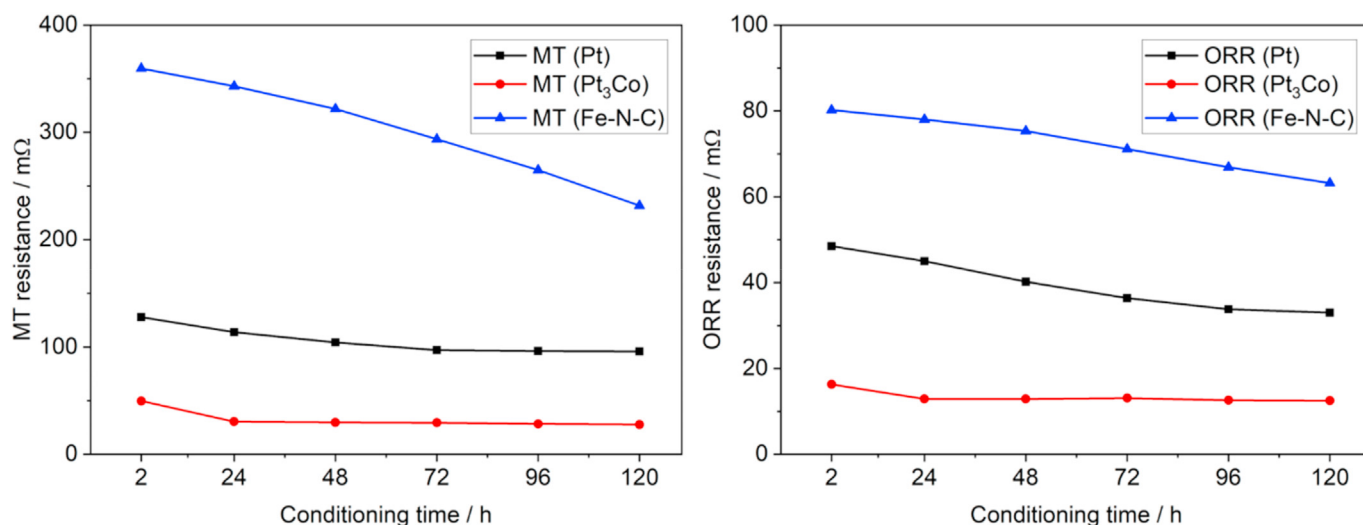 MT resistance / mΩ
400
300
200
100
0
MT (Pt)
MT (Pt₃Co)
MT (Fe-N-C)
2 24 48 72 96 120
Conditioning time / h
ORR resistance / mΩ
100
80
60
40
20
0
ORR (Pt)
ORR (Pt₃Co)
ORR (Fe-N-C)
2 24 48 72 96 120
Conditioning time / h